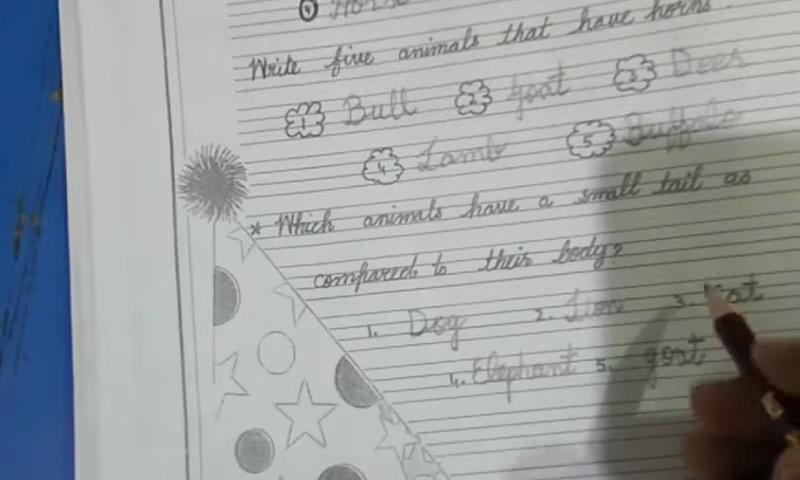 Write five animals that have horns
1 Bull 2 goat 3 Deer
4 Lamb 5 Buffalo
* Which animals have a small tail as
compared to their body?
1. Dog 2. Lion 3.
4. Elephant 5. goat